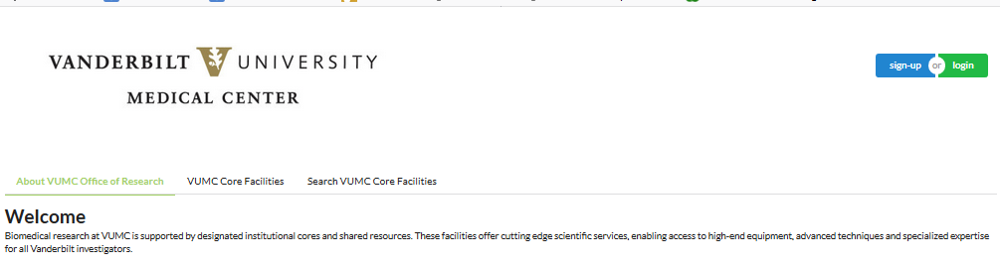 VANDERBILT UNIVERSITY
MEDICAL CENTER
sign-up or login
About VUMC Office of Research VUMC Core Facilities Search VUMC Core Facilities
Welcome
Biomedical research at VUMC is supported by designated institutional cores and shared resources. These facilities offer cutting edge scientific services, enabling access to high-end equipment, advanced techniques and specialized expertise
for all Vanderbilt investigators.